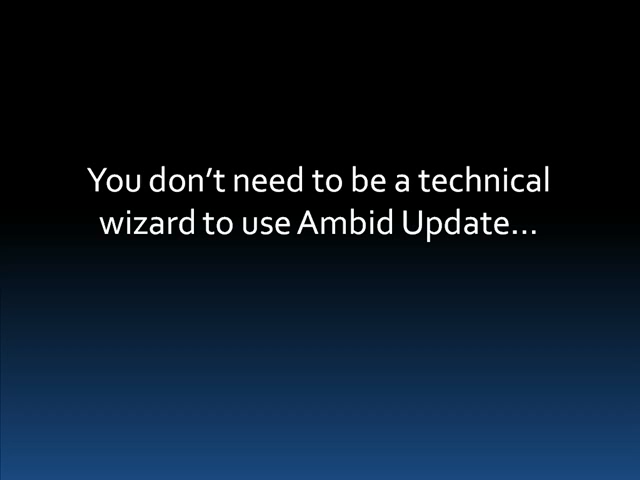 You don’t need to be a technical
wizard to use Ambid Update…